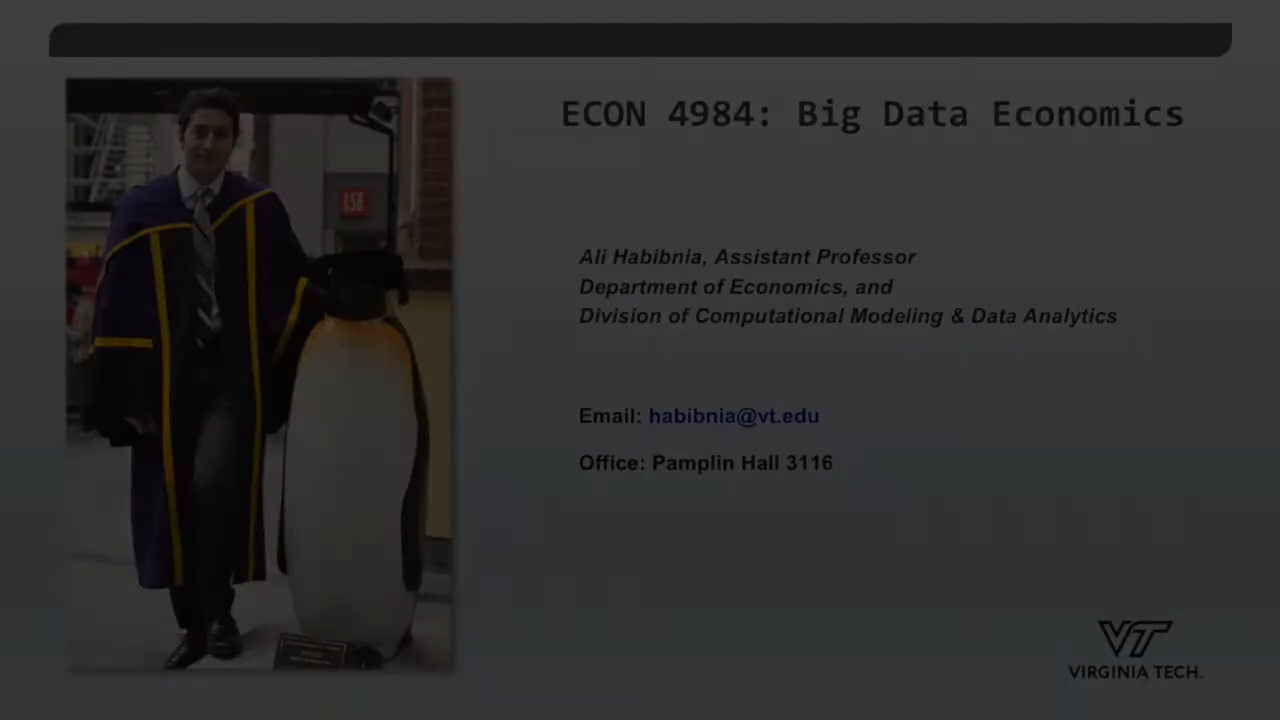 ECON 4984: Big Data Economics
LSE
Ali Habibnia, Assistant Professor
Department of Economics, and
Division of Computational Modeling & Data Analytics
Email: habibnia@vt.edu
Office: Pamplin Hall 3116
VT
VIRGINIA TECH.